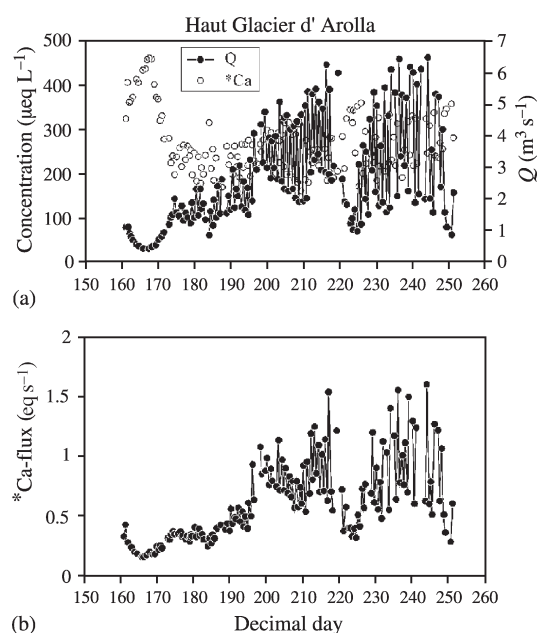 Haut Glacier d' Arolla
(a)
Concentration (μeq L⁻¹)
500
400
300
200
100
0
Q
*Ca
7
6
5
4
3
2
1
0
Q (m³ s⁻¹)
150 160 170 180 190 200 210 220 230 240 250 260
(b)
*Ca-flux (eq s⁻¹)
2
1.5
1
0.5
0
150 160 170 180 190 200 210 220 230 240 250 260
Decimal day